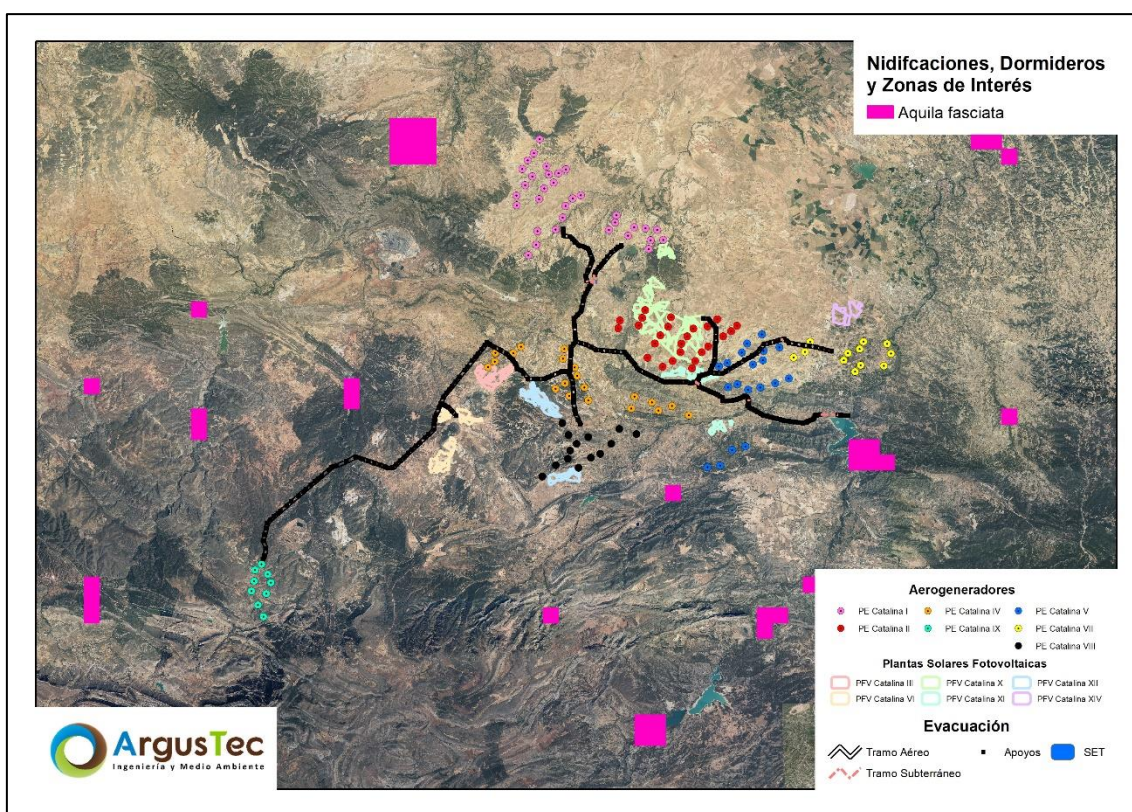 Nidifcaciones, Dormideros
y Zonas de Interés
Aquila fasciata
Aerogeneradores
PE Catalina I
PE Catalina IV
PE Catalina V
PE Catalina II
PE Catalina IX
PE Catalina VII
PE Catalina VIII
Plantas Solares Fotovoltaicas
PFV Catalina III
PFV Catalina X
PFV Catalina XII
PFV Catalina VI
PFV Catalina XI
PFV Catalina XIV
Evacuación
Tramo Aéreo
Apoyos
SET
Tramo Subterráneo
ArgusTec
Ingeniería y Medio Ambiente